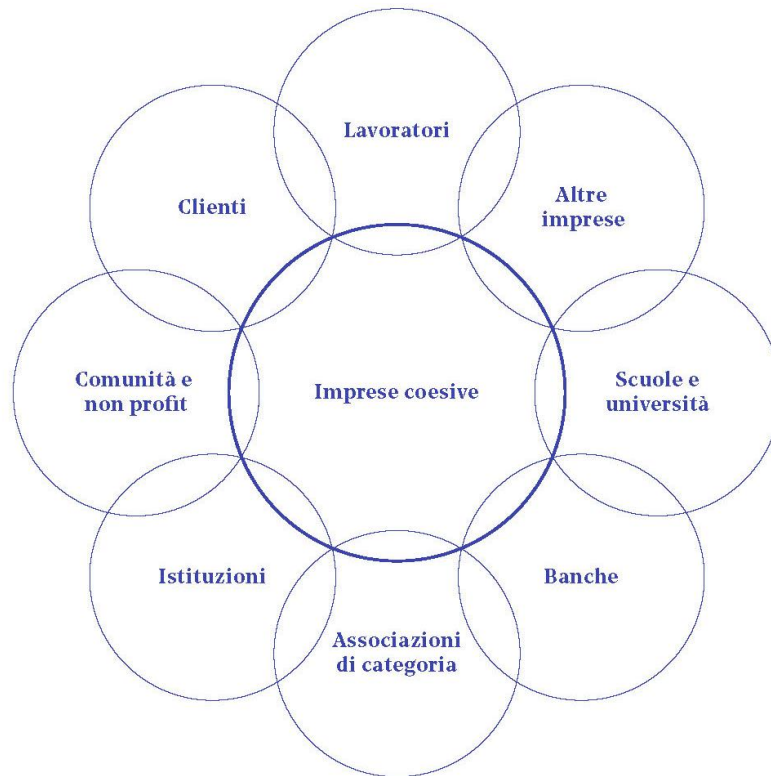 Lavoratori
Clienti
Altre
imprese
Comunità e
non profit
Imprese coesive
Scuole e
università
Istituzioni
Banche
Associazioni
di categoria